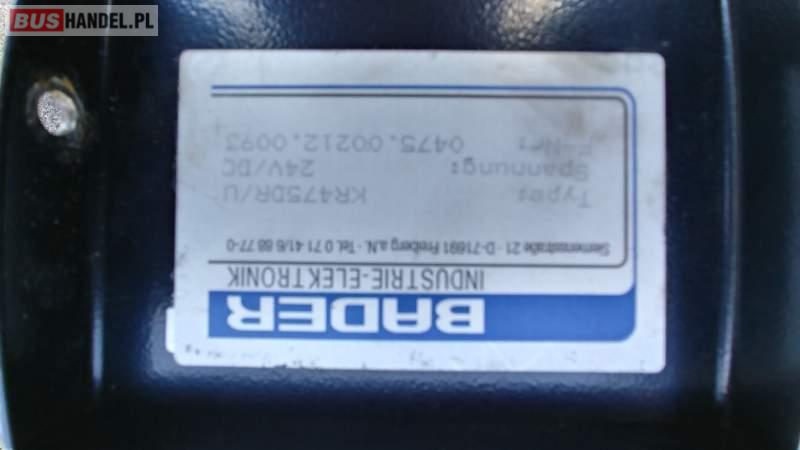 BUSHANDEL.PL
BADER
INDUSTRIE-ELEKTRONIK
Siemensstraße 21 · D-71691 Freiberg a.N. · Tel. 0 71 41/6 88 77-0
Type: KR475DR/U
Spannung: 24V/DC
F-Nr: 0475.00212.0093